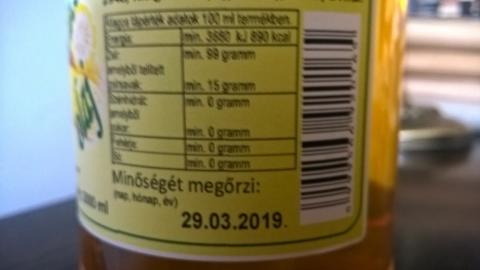 Átlagos tápérték adatok 100 ml termékben.
Energia: min. 3680 kJ 890 kcal
Zsír: min. 99 gramm
amelyből telített
zsírsavak: min. 15 gramm
Szénhidrát: min. 0 gramm
amelyből
cukor: min. 0 gramm
Fehérje: min. 0 gramm
Só: min. 0 gramm
Minőségét megőrzi:
(nap, hónap, év)
29.03.2019.
ml